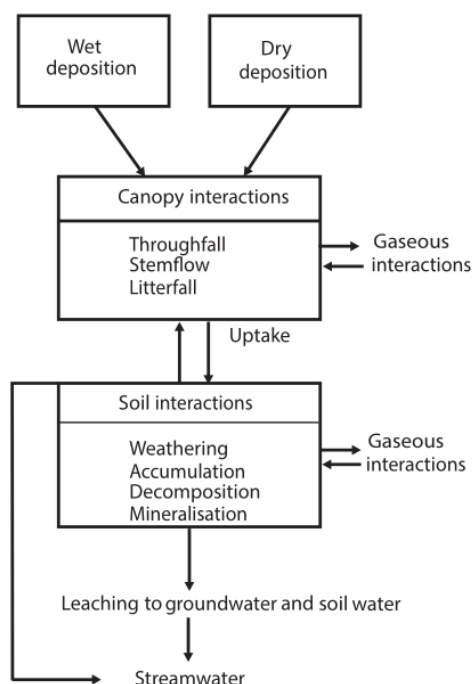 Wet
deposition
Dry
deposition
Canopy interactions
Throughfall
Stemflow
Litterfall
Gaseous
interactions
Uptake
Soil interactions
Weathering
Accumulation
Decomposition
Mineralisation
Gaseous
interactions
Leaching to groundwater and soil water
Streamwater